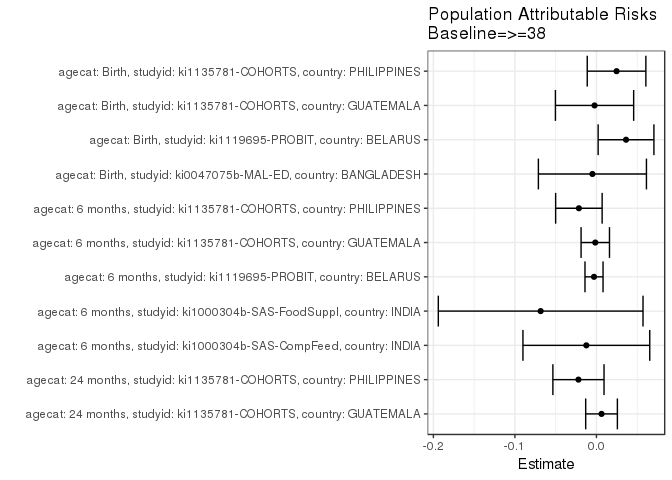 Population Attributable Risks
Baseline=>=38
agecat: Birth, studyid: ki1135781-COHORTS, country: PHILIPPINES
agecat: Birth, studyid: ki1135781-COHORTS, country: GUATEMALA
agecat: Birth, studyid: ki1119695-PROBIT, country: BELARUS
agecat: Birth, studyid: ki0047075b-MAL-ED, country: BANGLADESH
agecat: 6 months, studyid: ki1135781-COHORTS, country: PHILIPPINES
agecat: 6 months, studyid: ki1135781-COHORTS, country: GUATEMALA
agecat: 6 months, studyid: ki1119695-PROBIT, country: BELARUS
agecat: 6 months, studyid: ki1000304b-SAS-FoodSuppl, country: INDIA
agecat: 6 months, studyid: ki1000304b-SAS-CompFeed, country: INDIA
agecat: 24 months, studyid: ki1135781-COHORTS, country: PHILIPPINES
agecat: 24 months, studyid: ki1135781-COHORTS, country: GUATEMALA
-0.2 -0.1 0.0
Estimate